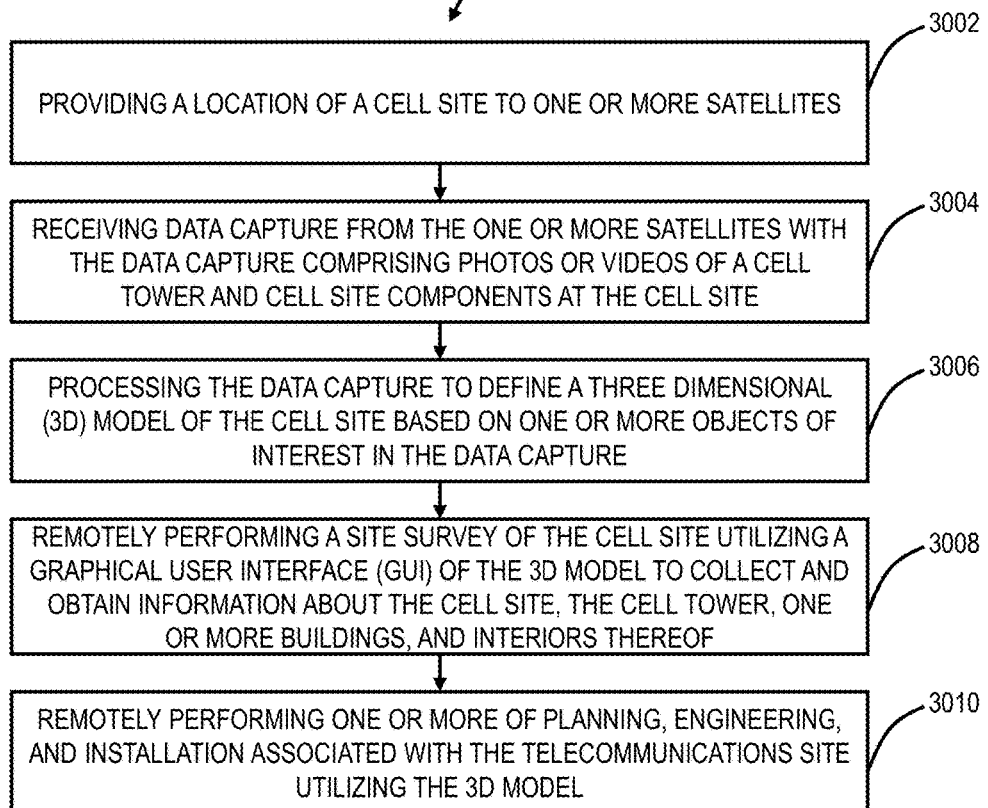 3002
PROVIDING A LOCATION OF A CELL SITE TO ONE OR MORE SATELLITES
3004
RECEIVING DATA CAPTURE FROM THE ONE OR MORE SATELLITES WITH
THE DATA CAPTURE COMPRISING PHOTOS OR VIDEOS OF A CELL
TOWER AND CELL SITE COMPONENTS AT THE CELL SITE
3006
PROCESSING THE DATA CAPTURE TO DEFINE A THREE DIMENSIONAL
(3D) MODEL OF THE CELL SITE BASED ON ONE OR MORE OBJECTS OF
INTEREST IN THE DATA CAPTURE
3008
REMOTELY PERFORMING A SITE SURVEY OF THE CELL SITE UTILIZING A
GRAPHICAL USER INTERFACE (GUI) OF THE 3D MODEL TO COLLECT AND
OBTAIN INFORMATION ABOUT THE CELL SITE, THE CELL TOWER, ONE
OR MORE BUILDINGS, AND INTERIORS THEREOF
3010
REMOTELY PERFORMING ONE OR MORE OF PLANNING, ENGINEERING,
AND INSTALLATION ASSOCIATED WITH THE TELECOMMUNICATIONS SITE
UTILIZING THE 3D MODEL